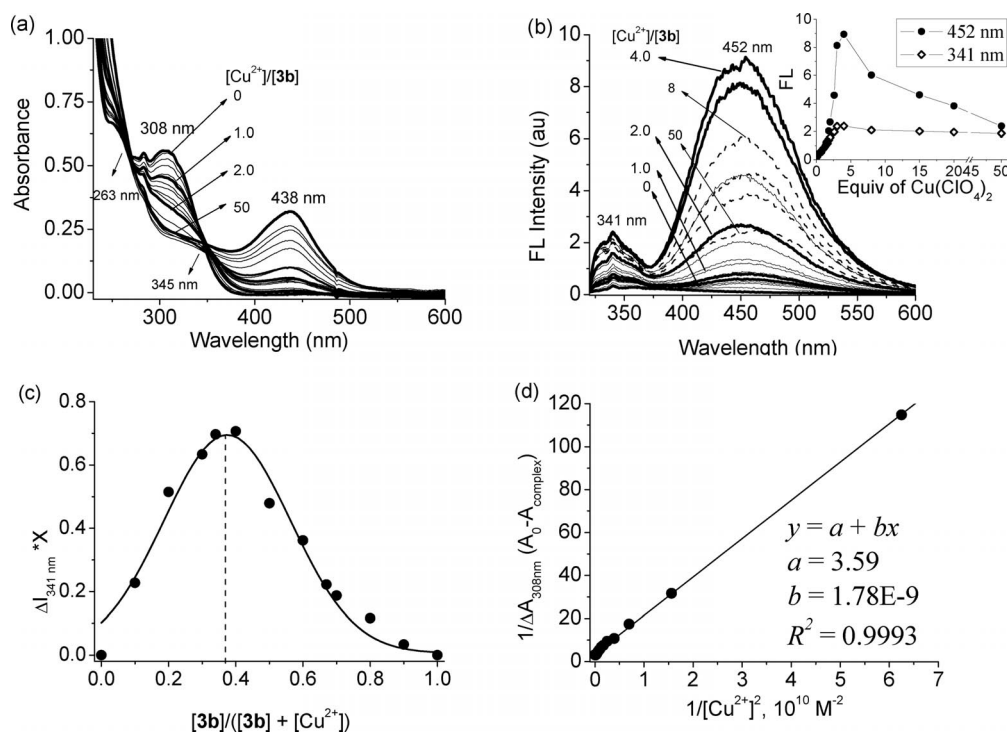 (a)
1.00
0.75
0.50
0.25
0.00
Absorbance
[Cu²⁺]/[3b]
0
1.0
2.0
50
308 nm
263 nm
345 nm
438 nm
300 400 500 600
Wavelength (nm)
(b)
10
8
6
4
2
0
FL Intensity (au)
[Cu²⁺]/[3b]
4.0
8
2.0
50
1.0
0
452 nm
341 nm
350 400 450 500 550 600
Wavelength (nm)
FL
10
8
6
4
2
0
452 nm
341 nm
0 5 10 15 20 45 50
Equiv of Cu(ClO₄)₂
(c)
0.8
0.6
0.4
0.2
0.0
ΔI₃₄₁ ₙₘ *X
0.0 0.2 0.4 0.6 0.8 1.0
[3b]/([3b] + [Cu²⁺])
(d)
120
100
80
60
40
20
0
1/ΔA₃₀₈ₙₘ (A₀-A_complex)
y = a + bx
a = 3.59
b = 1.78E-9
R² = 0.9993
0 1 2 3 4 5 6 7
1/[Cu²⁺]², 10¹⁰ M⁻²